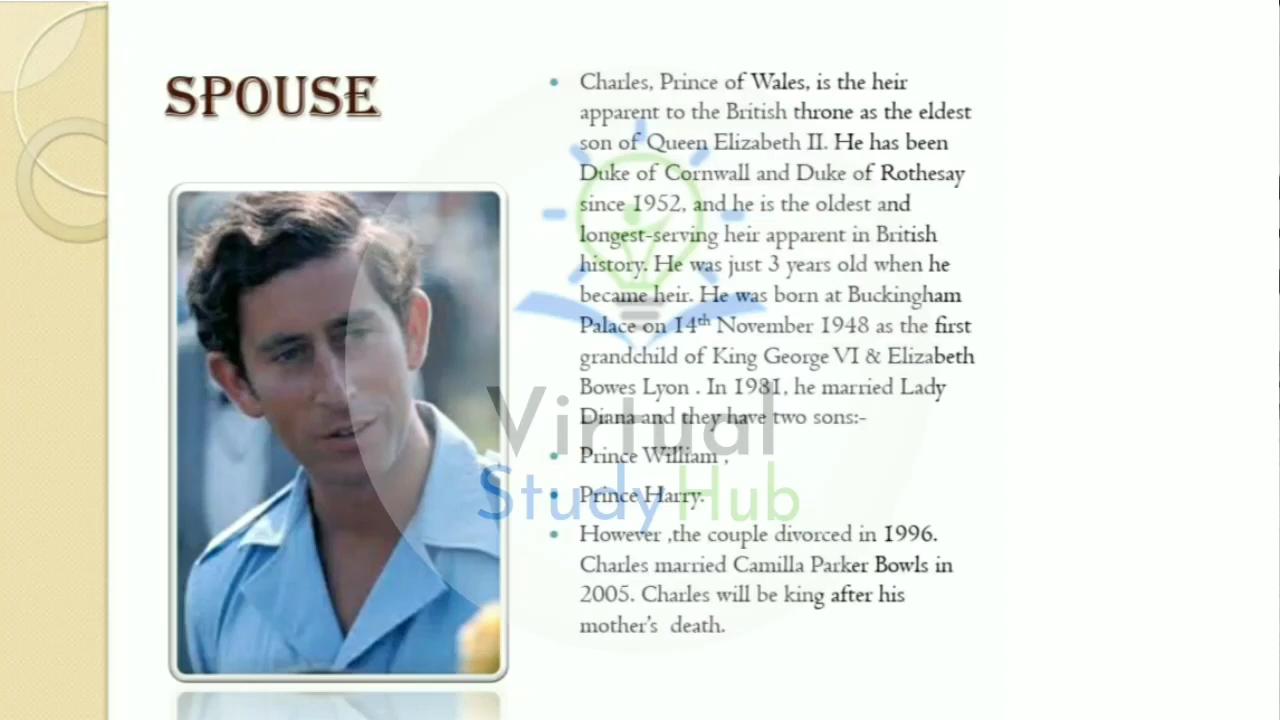 SPOUSE
Charles, Prince of Wales, is the heir
apparent to the British throne as the eldest
son of Queen Elizabeth II. He has been
Duke of Cornwall and Duke of Rothesay
since 1952, and he is the oldest and
longest-serving heir apparent in British
history. He was just 3 years old when he
became heir. He was born at Buckingham
Palace on 14th November 1948 as the first
grandchild of King George VI & Elizabeth
Bowes Lyon . In 1981, he married Lady
Diana and they have two sons:-
Prince William ,
Prince Harry.
However ,the couple divorced in 1996.
Charles married Camilla Parker Bowls in
2005. Charles will be king after his
mother's death.
Virtual
StudyHub